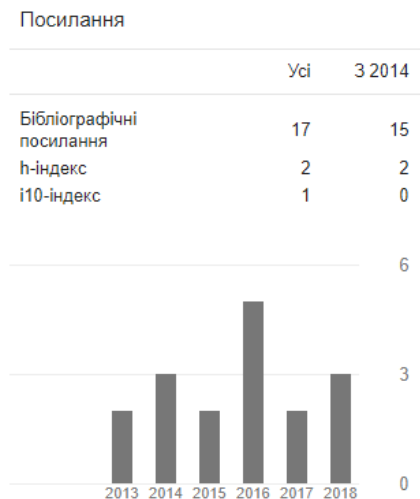 Посилання
Усі З 2014
Бібліографічні
посилання 17 15
h-індекс 2 2
і10-індекс 1 0
6
3
0
2013 2014 2015 2016 2017 2018